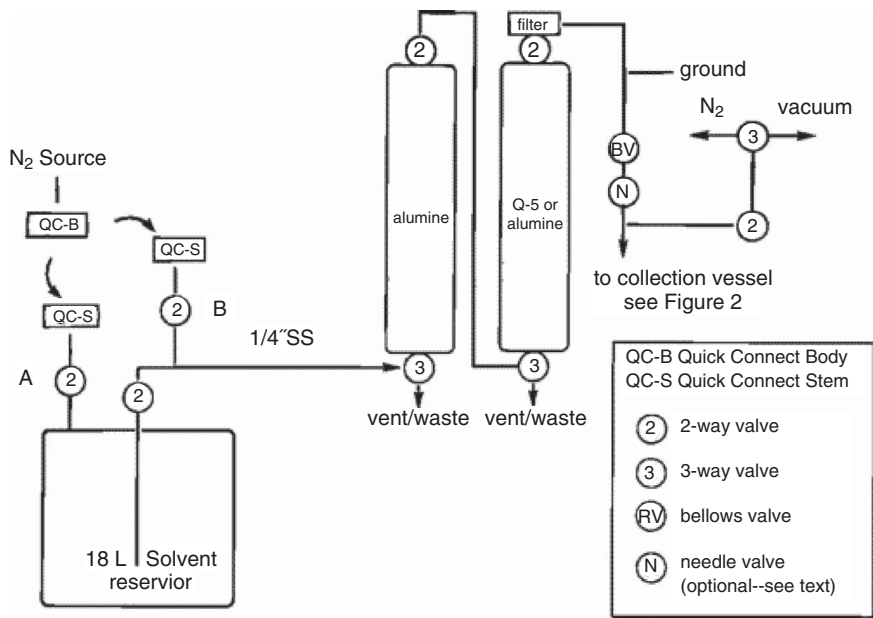 N2 Source
QC-B
QC-S
QC-S
2
B
A
2
2
1/4″SS
18 L Solvent
reservior
2
alumine
3
vent/waste
filter
2
Q-5 or
alumine
3
vent/waste
ground
N2
vacuum
3
BV
N
2
to collection vessel
see Figure 2
QC-B Quick Connect Body
QC-S Quick Connect Stem
2 2-way valve
3 3-way valve
RV bellows valve
N needle valve
(optional--see text)